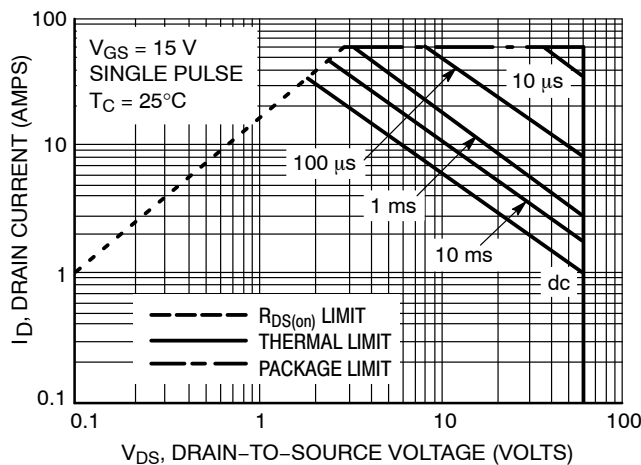 100
V_GS = 15 V
SINGLE PULSE
T_C = 25°C
10 μs
10
100 μs
1 ms
10 ms
1
dc
R_DS(on) LIMIT
THERMAL LIMIT
PACKAGE LIMIT
0.1
0.1
1
10
100
V_DS, DRAIN−TO−SOURCE VOLTAGE (VOLTS)
I_D, DRAIN CURRENT (AMPS)